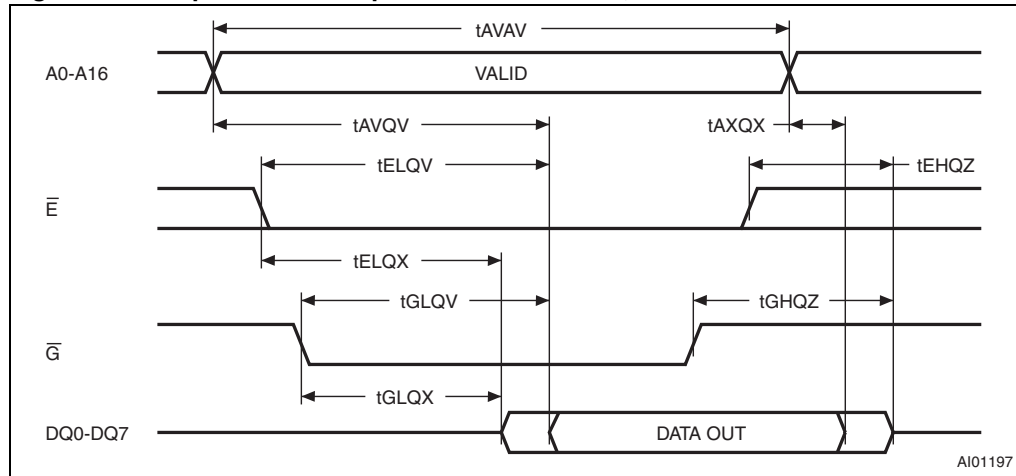 tAVAV
A0-A16
VALID
tAVQV
tAXQX
tELQV
tEHQZ
E̅
tELQX
tGLQV
tGHQZ
G̅
tGLQX
DQ0-DQ7
DATA OUT
AI01197